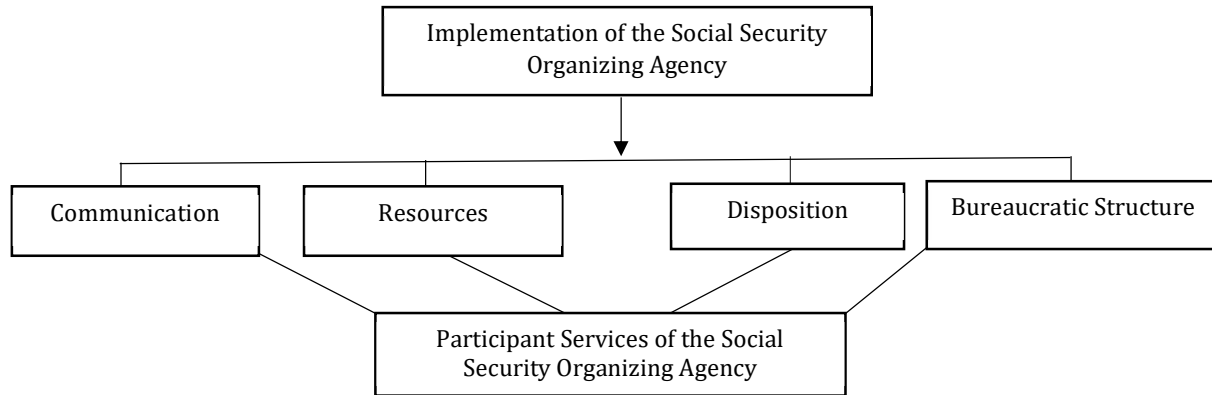 Implementation of the Social Security
Organizing Agency
Communication
Resources
Disposition
Bureaucratic Structure
Participant Services of the Social
Security Organizing Agency